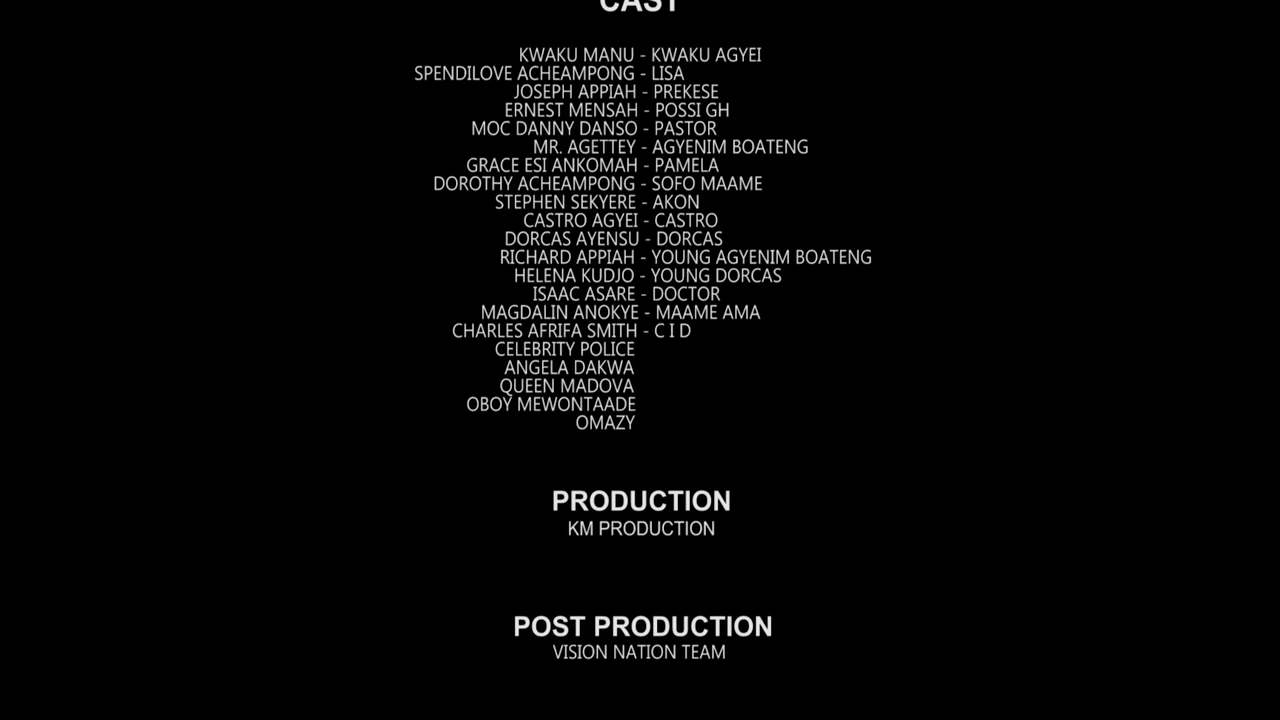 CAST
KWAKU MANU - KWAKU AGYEI
SPENDILOVE ACHEAMPONG - LISA
JOSEPH APPIAH - PREKESE
ERNEST MENSAH - POSSI GH
MOC DANNY DANSO - PASTOR
MR. AGETTEY - AGYENIM BOATENG
GRACE ESI ANKOMAH - PAMELA
DOROTHY ACHEAMPONG - SOFO MAAME
STEPHEN SEKYERE - AKON
CASTRO AGYEI - CASTRO
DORCAS AYENSU - DORCAS
RICHARD APPIAH - YOUNG AGYENIM BOATENG
HELENA KUDJO - YOUNG DORCAS
ISAAC ASARE - DOCTOR
MAGDALIN ANOKYE - MAAME AMA
CHARLES AFRIFA SMITH - C I D
CELEBRITY POLICE
ANGELA DAKWA
QUEEN MADOVA
OBOY MEWONTAADE
OMAZY
PRODUCTION
KM PRODUCTION
POST PRODUCTION
VISION NATION TEAM